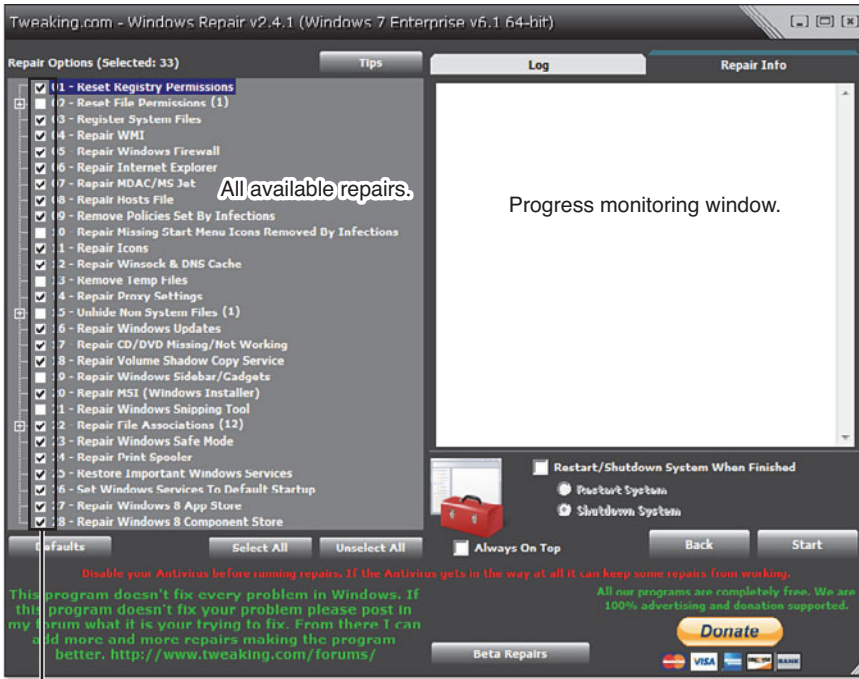 Tweaking.com - Windows Repair v2.4.1 (Windows 7 Enterprise v6.1 64-bit)
Repair Options (Selected: 33)
Tips
Log
Repair Info
01 - Reset Registry Permissions
02 - Reset File Permissions (1)
03 - Register System Files
04 - Repair WMI
05 - Repair Windows Firewall
06 - Repair Internet Explorer
07 - Repair MDAC/MS Jet
08 - Repair Hosts File
09 - Remove Policies Set By Infections
10 - Repair Missing Start Menu Icons Removed By Infections
11 - Repair Icons
12 - Repair Winsock & DNS Cache
13 - Remove Temp Files
14 - Repair Proxy Settings
15 - Unhide Non System Files (1)
16 - Repair Windows Updates
17 - Repair CD/DVD Missing/Not Working
18 - Repair Volume Shadow Copy Service
19 - Repair Windows Sidebar/Gadgets
20 - Repair MSI (Windows Installer)
21 - Repair Windows Snipping Tool
22 - Repair File Associations (12)
23 - Repair Windows Safe Mode
24 - Repair Print Spooler
25 - Restore Important Windows Services
26 - Set Windows Services To Default Startup
27 - Repair Windows 8 App Store
28 - Repair Windows 8 Component Store
All available repairs.
Progress monitoring window.
Restart/Shutdown System When Finished
Restart System
Shutdown System
Defaults
Select All
Unselect All
Always On Top
Back
Start
Disable your Antivirus before running repairs. If the Antivirus gets in the way at all it can keep some repairs from working.
This program doesn't fix every problem in Windows. If
this program doesn't fix your problem please post in
my forum what it is your trying to fix. From there I can
add more and more repairs making the program
better. http://www.tweaking.com/forums/
All our programs are completely free. We are
100% advertising and donation supported.
Donate
VISA
BANK
Beta Repairs